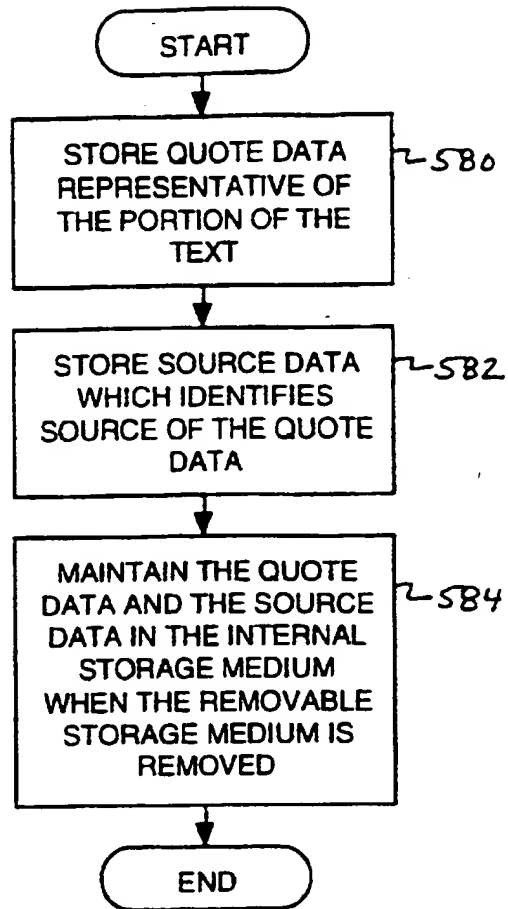 START
STORE QUOTE DATA
REPRESENTATIVE OF
THE PORTION OF THE
TEXT
580
STORE SOURCE DATA
WHICH IDENTIFIES
SOURCE OF THE QUOTE
DATA
582
MAINTAIN THE QUOTE
DATA AND THE SOURCE
DATA IN THE INTERNAL
STORAGE MEDIUM
WHEN THE REMOVABLE
STORAGE MEDIUM IS
REMOVED
584
END